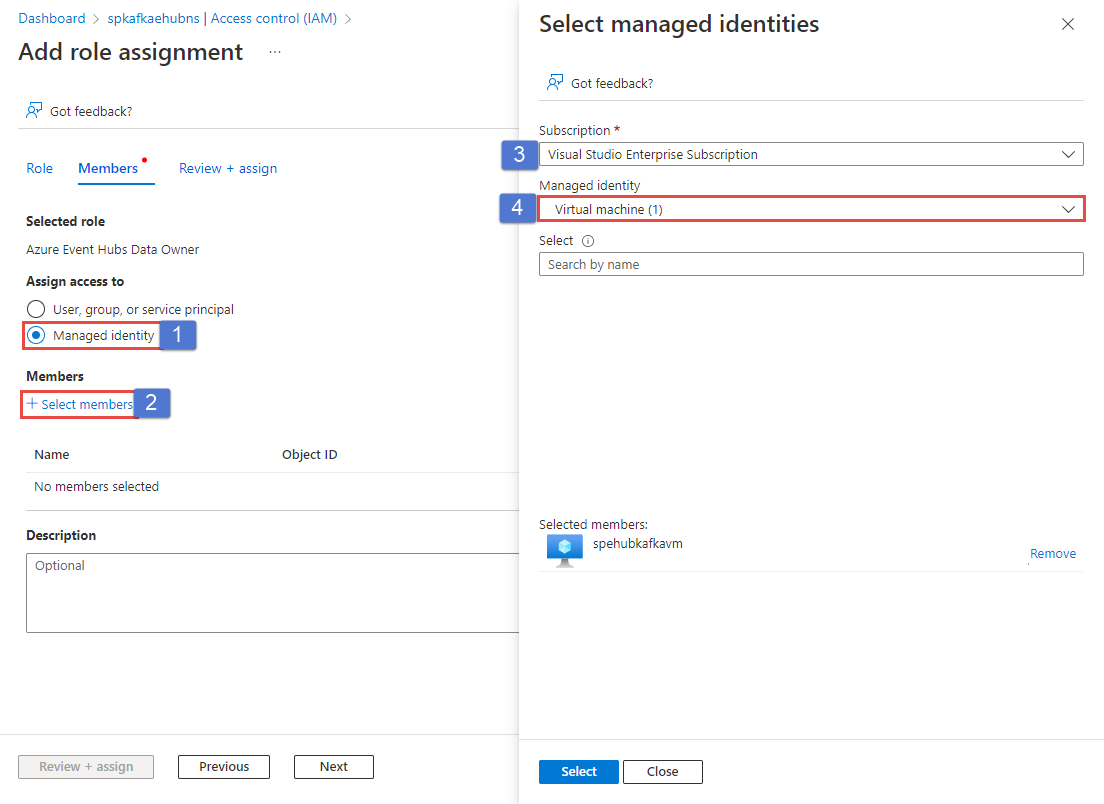 Dashboard > spkafkaehubns | Access control (IAM) >
Add role assignment ...
Got feedback?
Role Members Review + assign
Selected role
Azure Event Hubs Data Owner
Assign access to
User, group, or service principal
Managed identity 1
Members
+ Select members 2
Name Object ID
No members selected
Description
Optional
Review + assign Previous Next
Select managed identities
Got feedback?
Subscription *
3 Visual Studio Enterprise Subscription
Managed identity
4 Virtual machine (1)
Select
Search by name
Selected members:
spehubkafkavm
Remove
Select Close